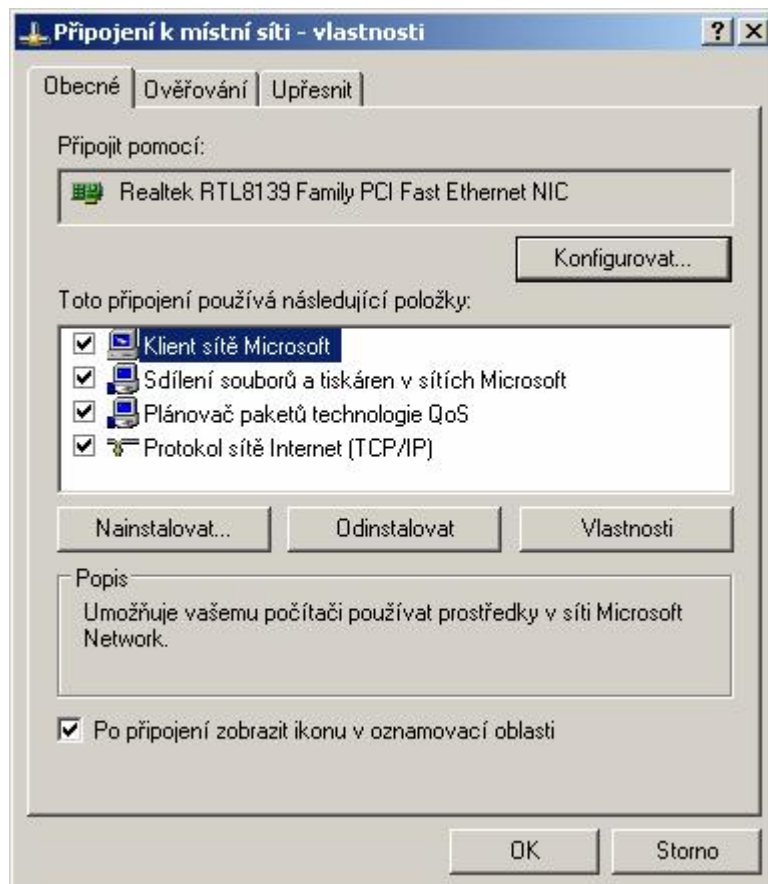 Připojení k místní síti - vlastnosti
Obecné Ověřování Upřesnit
Připojit pomocí:
Realtek RTL8139 Family PCI Fast Ethernet NIC
Konfigurovat...
Toto připojení používá následující položky:
Klient sítě Microsoft
Sdílení souborů a tiskáren v sítích Microsoft
Plánovač paketů technologie QoS
Protokol sítě Internet (TCP/IP)
Nainstalovat... Odinstalovat Vlastnosti
Popis
Umožňuje vašemu počítači používat prostředky v síti Microsoft
Network.
Po připojení zobrazit ikonu v oznamovací oblasti
OK Storno